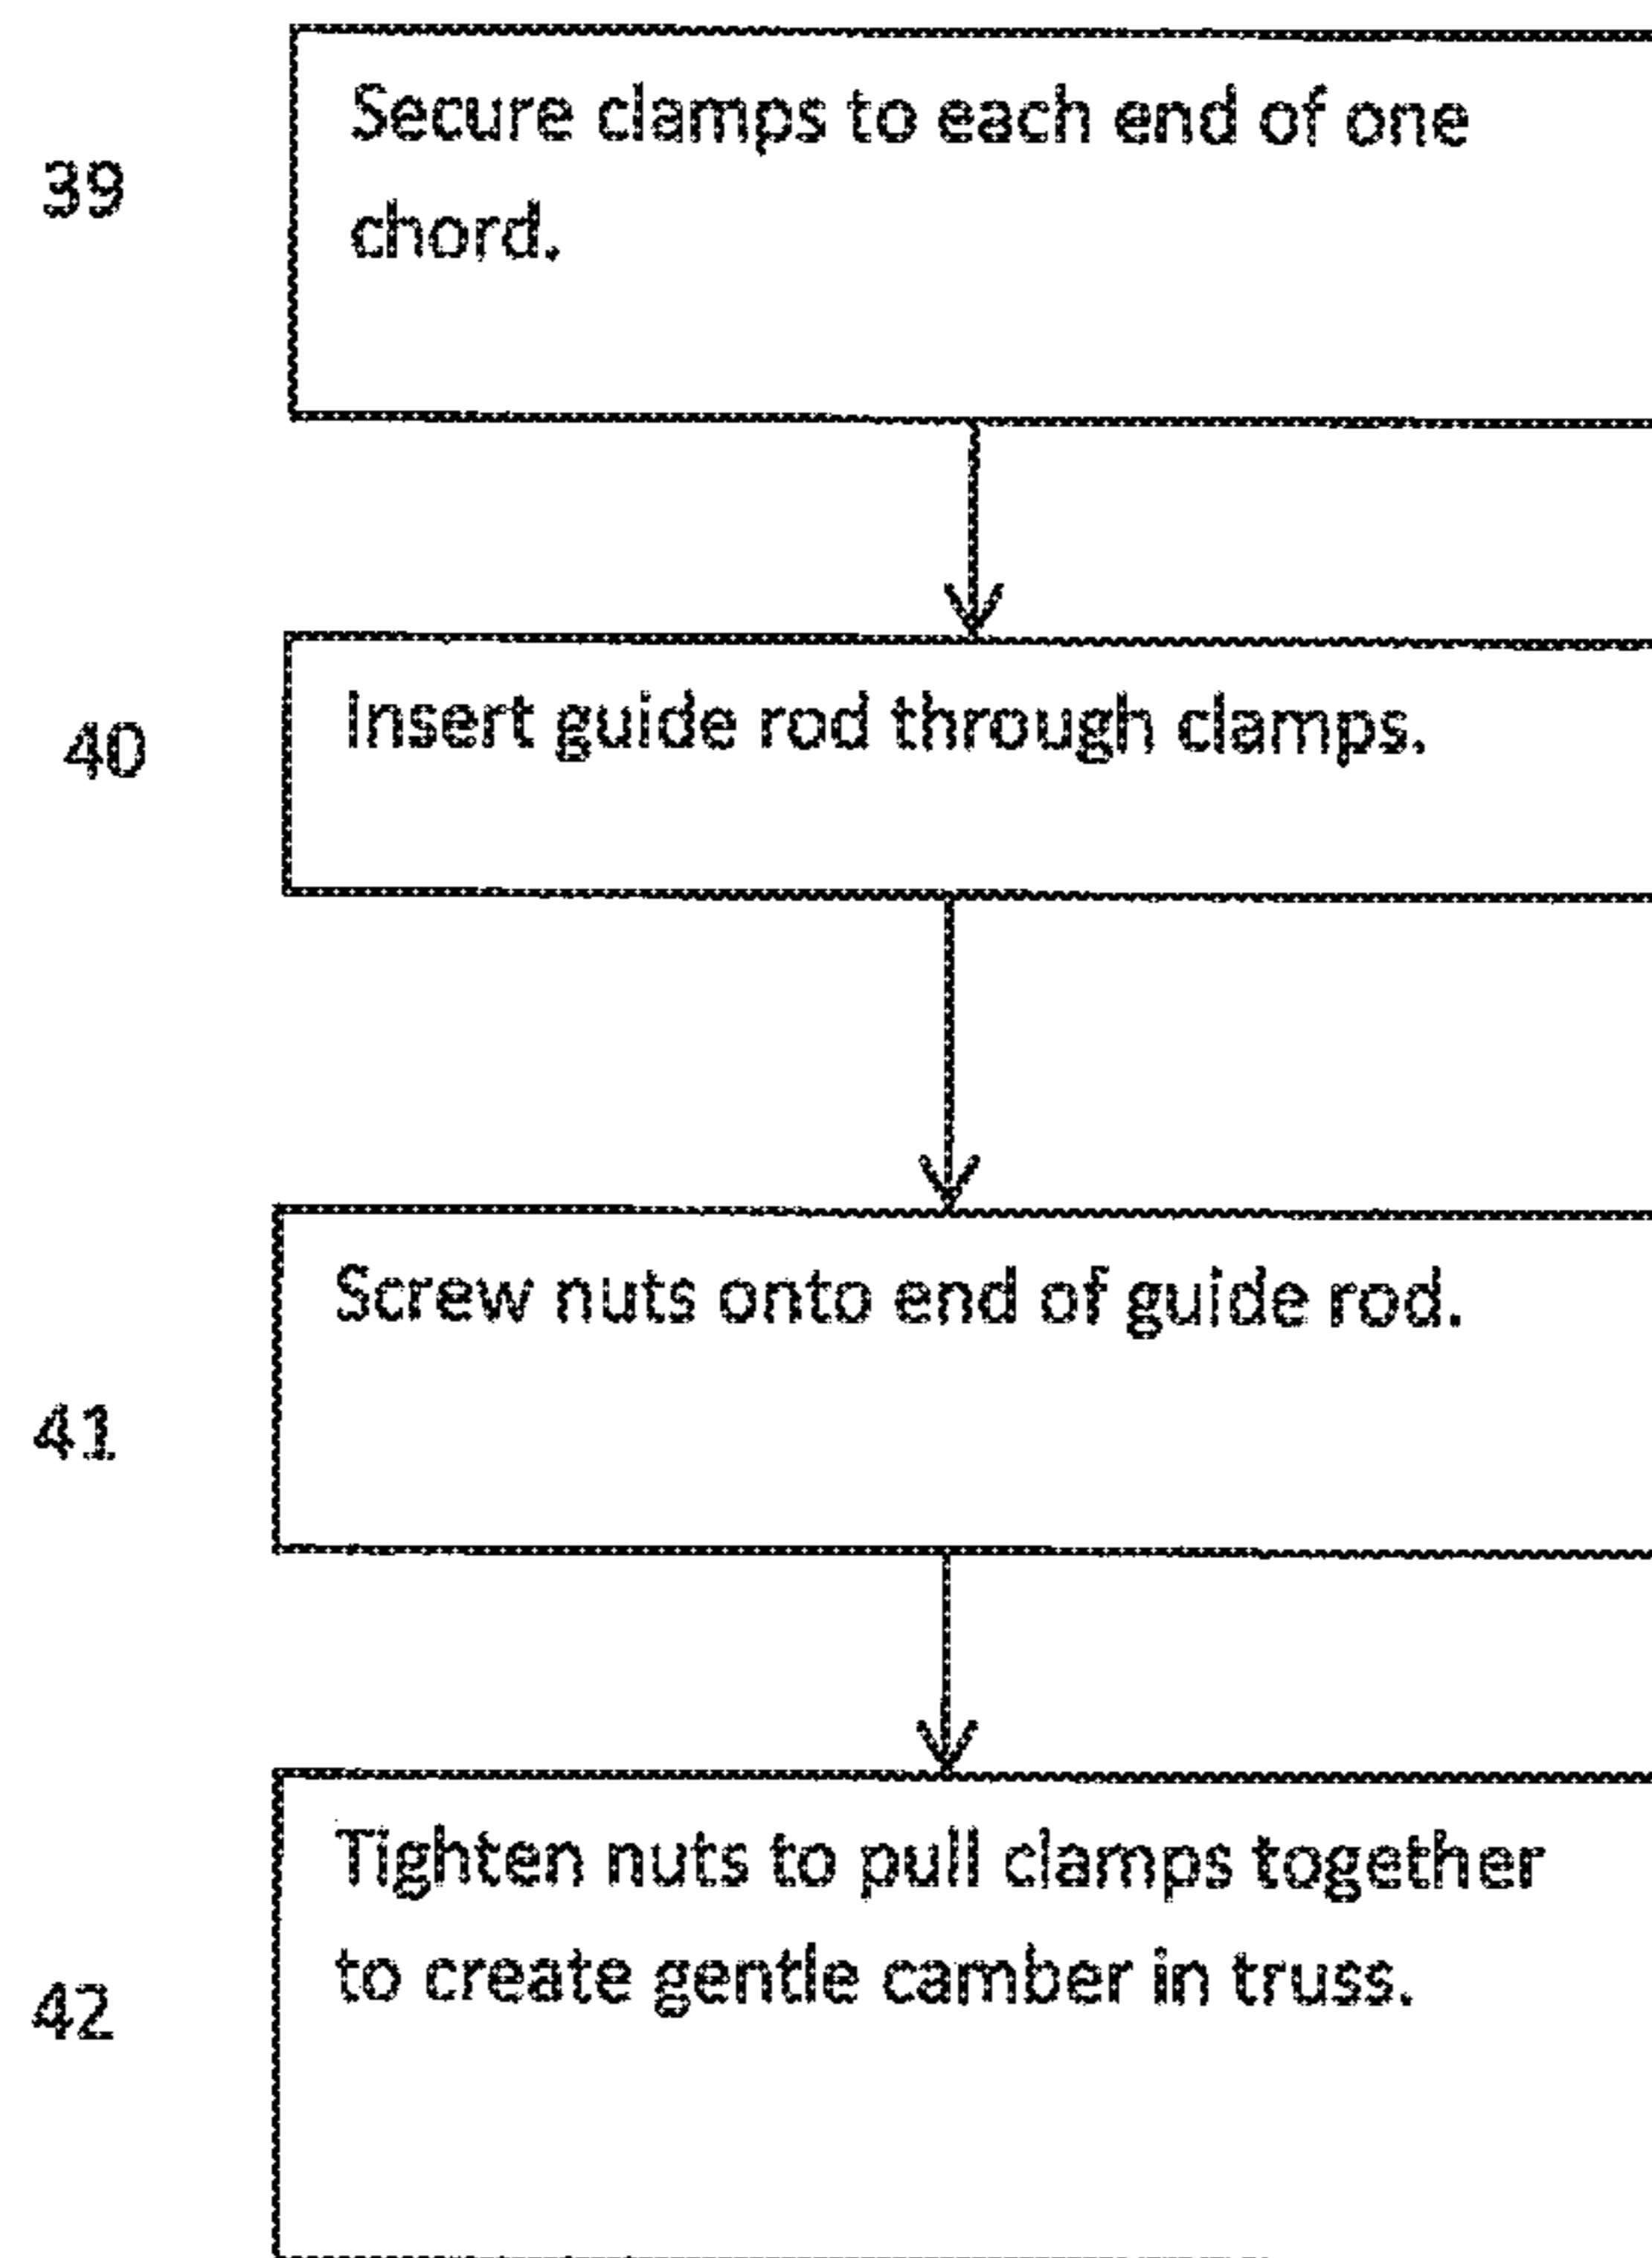 39
Secure clamps to each end of one
chord.
40
Insert guide rod through clamps.
41
Screw nuts onto end of guide rod.
42
Tighten nuts to pull clamps together
to create gentle camber in truss.